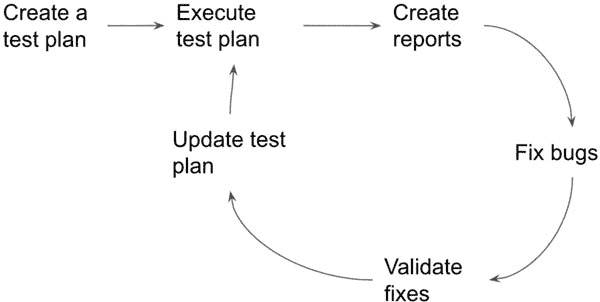 Create a
test plan
Execute
test plan
Create
reports
Fix bugs
Validate
fixes
Update test
plan